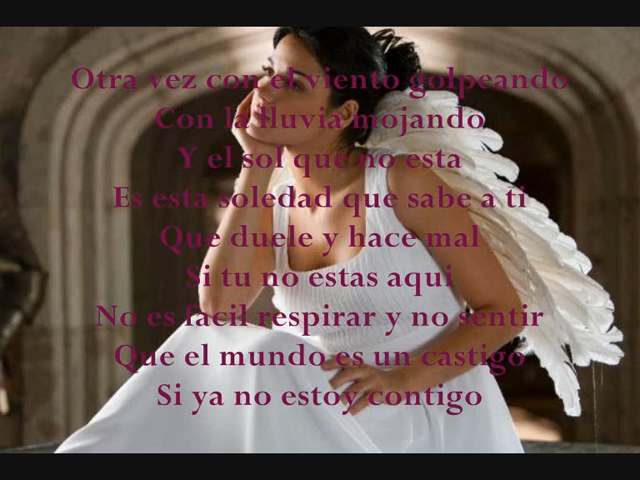 Otra vez con el viento golpeando
Con la lluvia mojando
Y el sol que no esta
Es esta soledad que sabe a ti
Que duele y hace mal
Si tu no estas aqui
No es facil respirar y no sentir
Que el mundo es un castigo
Si ya no estoy contigo